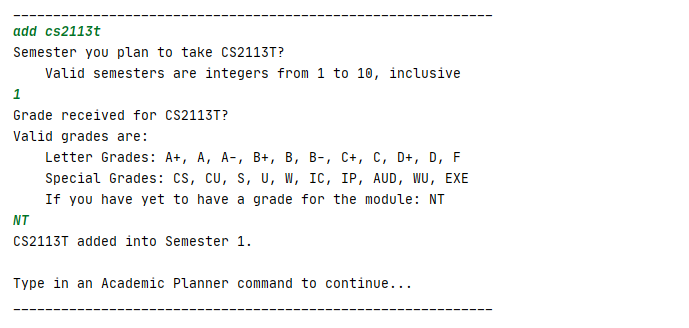 ____________________________________________________________
add cs2113t
Semester you plan to take CS2113T?
    Valid semesters are integers from 1 to 10, inclusive
1
Grade received for CS2113T?
Valid grades are:
    Letter Grades: A+, A, A-, B+, B, B-, C+, C, D+, D, F
    Special Grades: CS, CU, S, U, W, IC, IP, AUD, WU, EXE
    If you have yet to have a grade for the module: NT
NT
CS2113T added into Semester 1.

Type in an Academic Planner command to continue...
____________________________________________________________